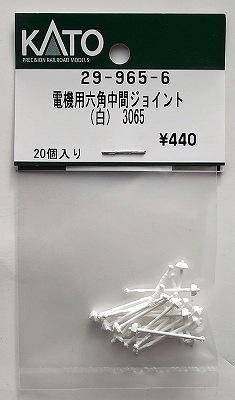 KATO
PRECISION RAILROAD MODELS
29-965-6
電機用六角中間ジョイント
(白) 3065
¥440
20個入り